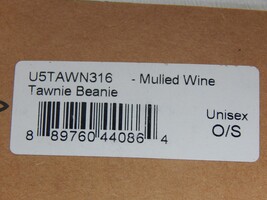 U5TAWN316 - Mulied Wine
Tawnie Beanie
Unisex
O/S
8 89760 44086 4